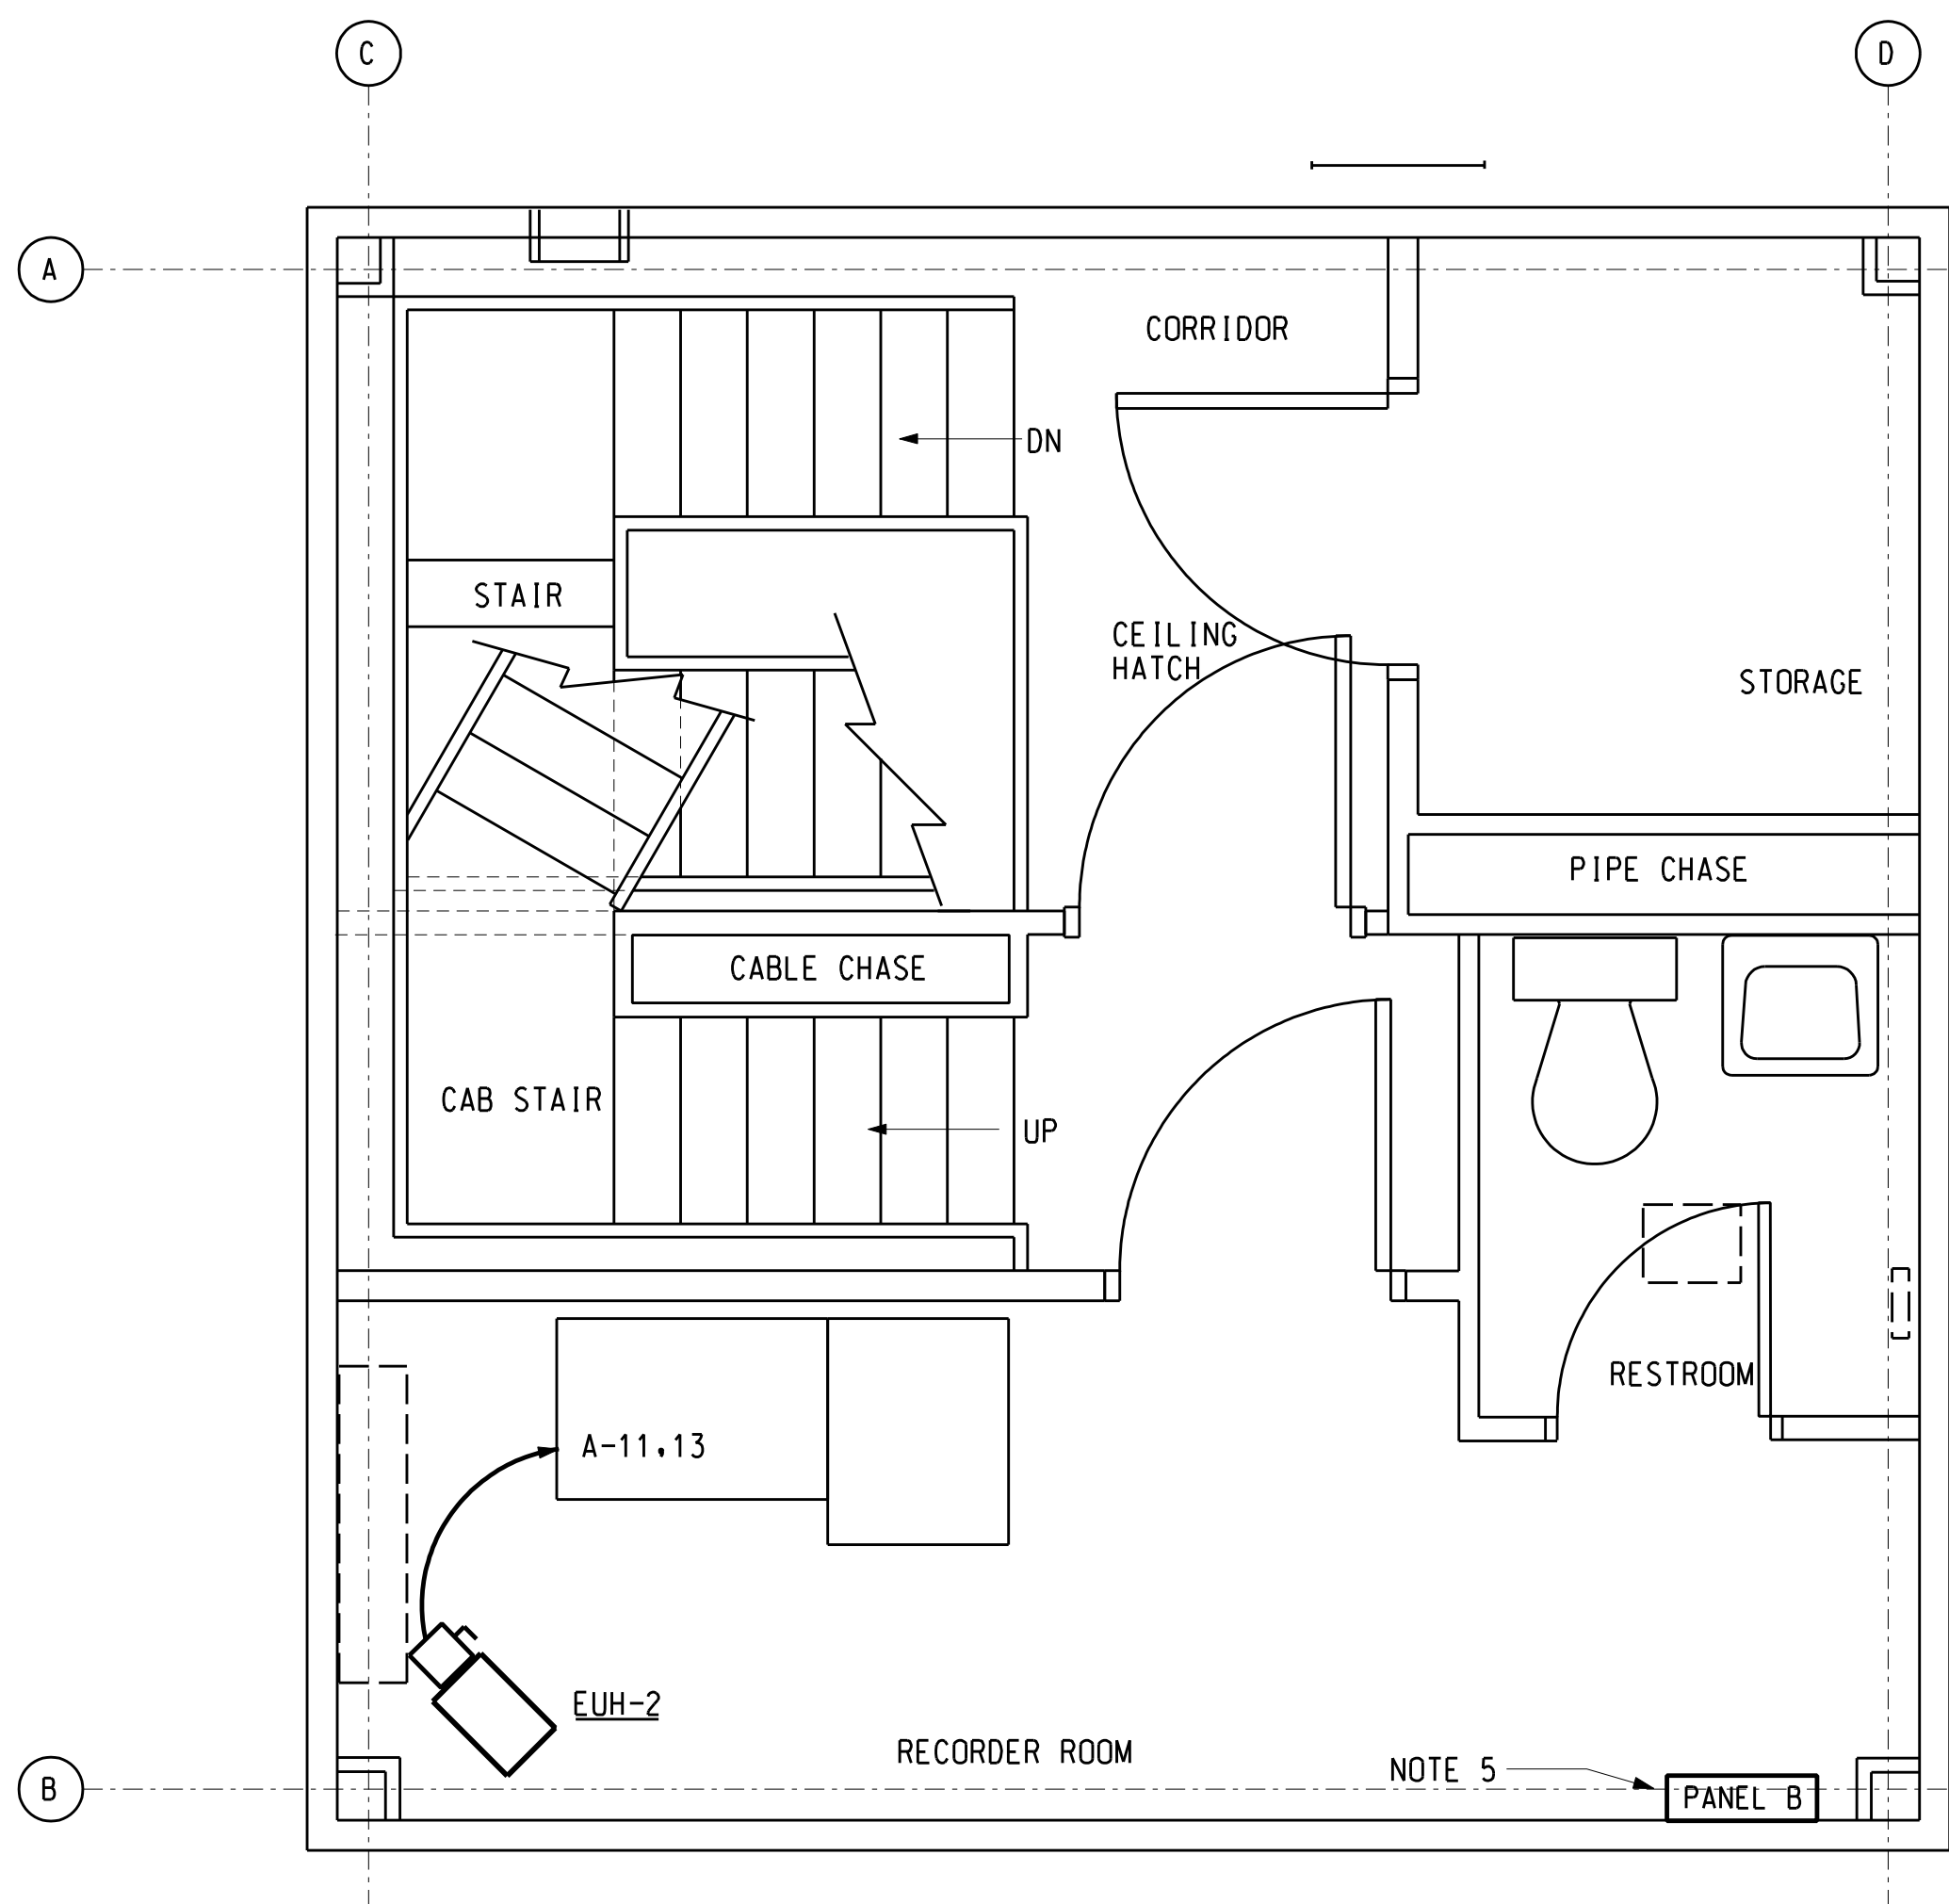 C
D
A
CORRIDOR
DN
STAIR
CEILING
HATCH
STORAGE
PIPE CHASE
CABLE CHASE
CAB STAIR
UP
RESTROOM
A-11,13
EUH-2
RECORDER ROOM
NOTE 5
B
PANEL B